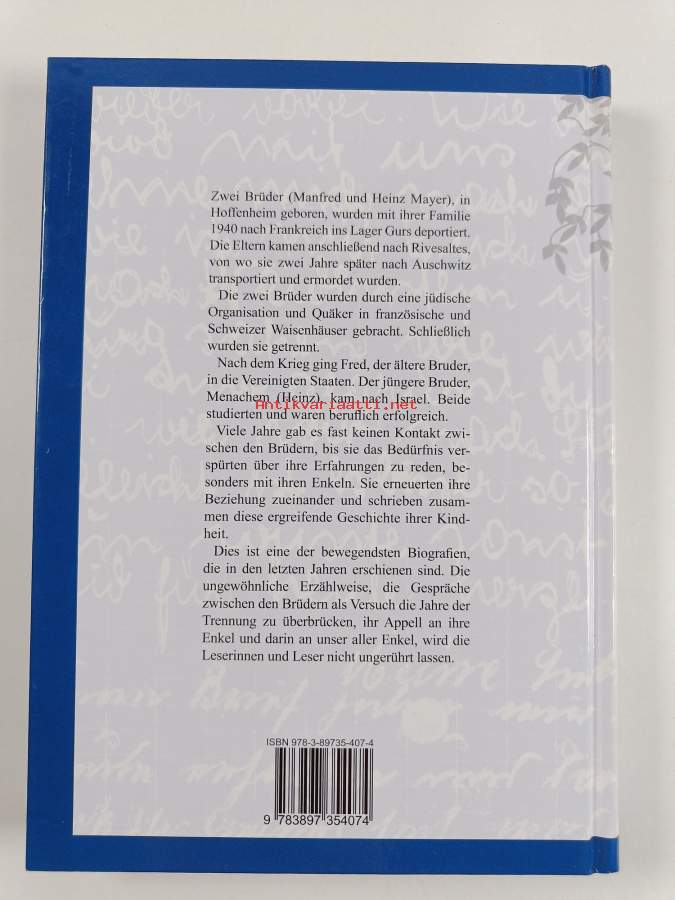 Zwei Brüder (Manfred und Heinz Mayer), in
Hoffenheim geboren, wurden mit ihrer Familie
1940 nach Frankreich ins Lager Gurs deportiert.
Die Eltern kamen anschließend nach Rivesaltes,
von wo sie zwei Jahre später nach Auschwitz
transportiert und ermordet wurden.
Die zwei Brüder wurden durch eine jüdische
Organisation und Quäker in französische und
Schweizer Waisenhäuser gebracht. Schließlich
wurden sie getrennt.
Nach dem Krieg ging Fred, der ältere Bruder,
in die Vereinigten Staaten. Der jüngere Bruder,
Menachem (Heinz), kam nach Israel. Beide
antikvariaatti.net
studierten und waren beruflich erfolgreich.
Viele Jahre gab es fast keinen Kontakt zwi-
schen den Brüdern, bis sie das Bedürfnis ver-
spürten über ihre Erfahrungen zu reden, be-
sonders mit ihren Enkeln. Sie erneuerten ihre
Beziehung zueinander und schrieben zusam-
men diese ergreifende Geschichte ihrer Kind-
heit.
Dies ist eine der bewegendsten Biografien,
die in den letzten Jahren erschienen sind. Die
ungewöhnliche Erzählweise, die Gespräche
zwischen den Brüdern als Versuch die Jahre der
Trennung zu überbrücken, ihr Appell an ihre
Enkel und darin an unser aller Enkel, wird die
Leserinnen und Leser nicht ungerührt lassen.
ISBN 978-3-89735-407-4
9 783897 354074